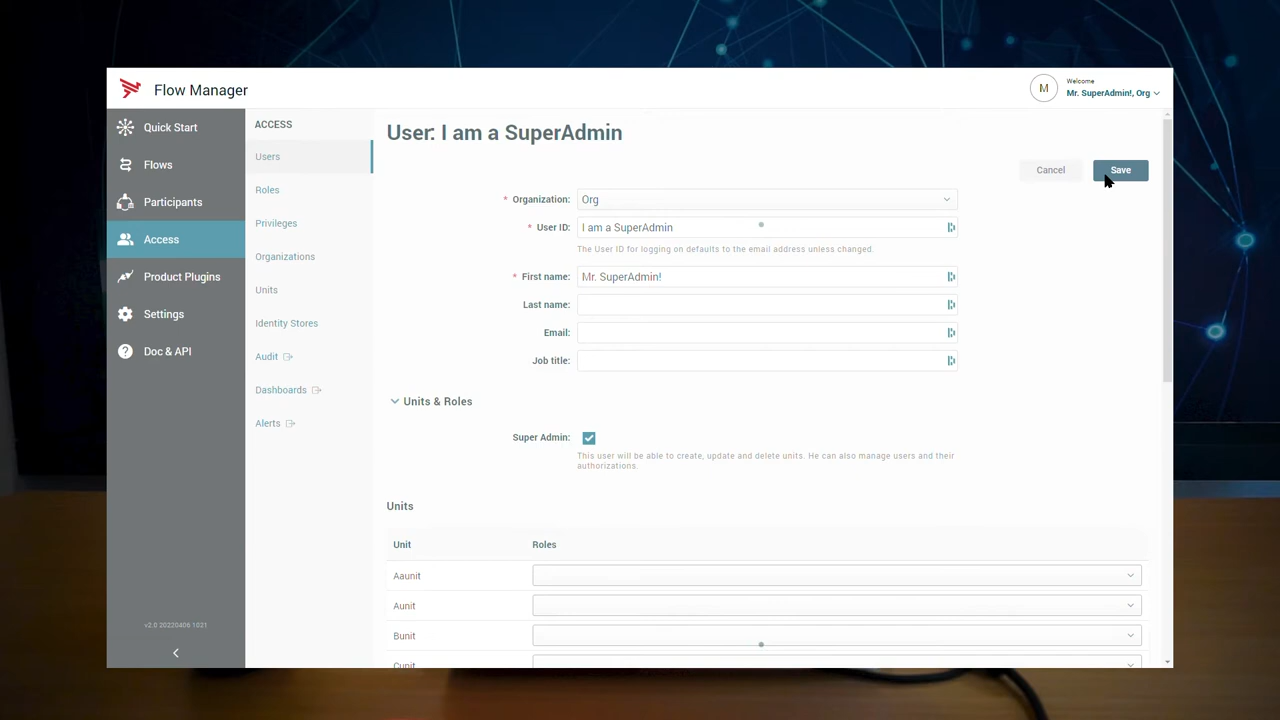 Flow Manager
M
Welcome
Mr. SuperAdmin!, Org
Quick Start
Flows
Participants
Access
Product Plugins
Settings
Doc & API
v2.0 20220406 1021
ACCESS
Users
Roles
Privileges
Organizations
Units
Identity Stores
Audit
Dashboards
Alerts
User: I am a SuperAdmin
Cancel
Save
* Organization: Org
* User ID: I am a SuperAdmin
The User ID for logging on defaults to the email address unless changed.
* First name: Mr. SuperAdmin!
Last name:
Email:
Job title:
Units & Roles
Super Admin:
This user will be able to create, update and delete units. He can also manage users and their
authorizations.
Units
Unit Roles
Aaunit
Aunit
Bunit
Cunit